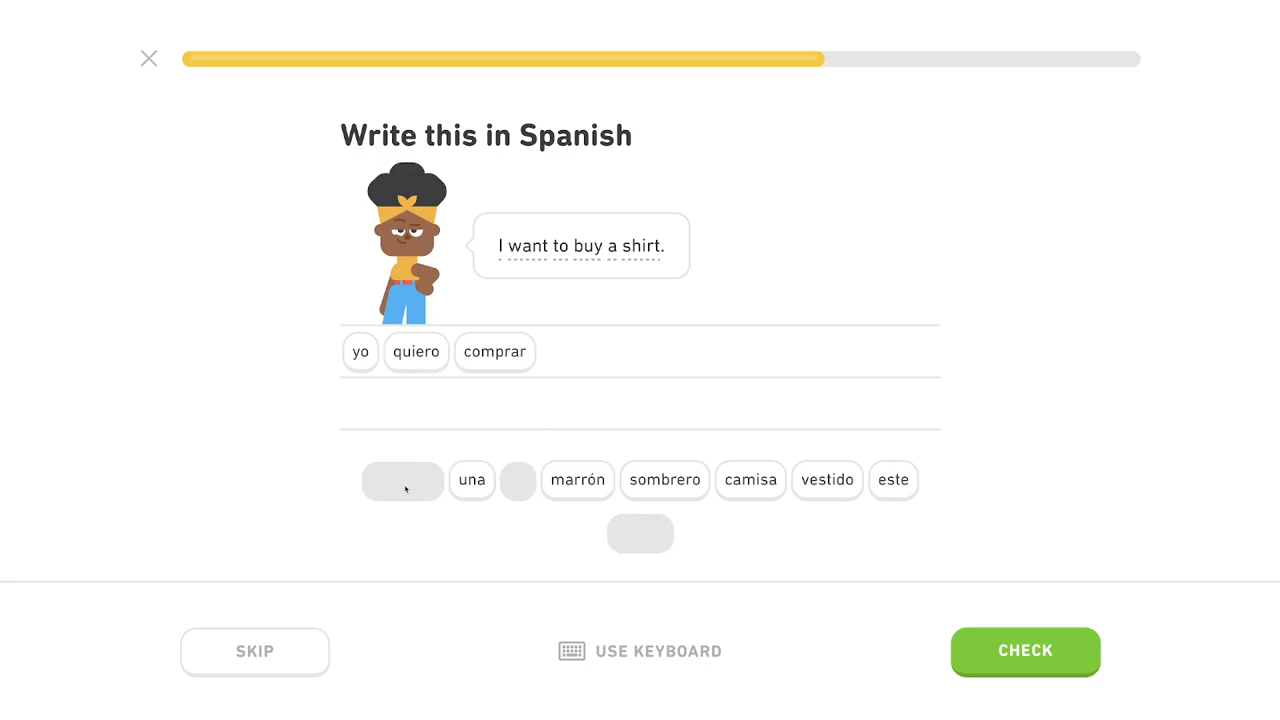 Write this in Spanish
I want to buy a shirt.
yo quiero comprar
una marrón sombrero camisa vestido este
SKIP USE KEYBOARD CHECK